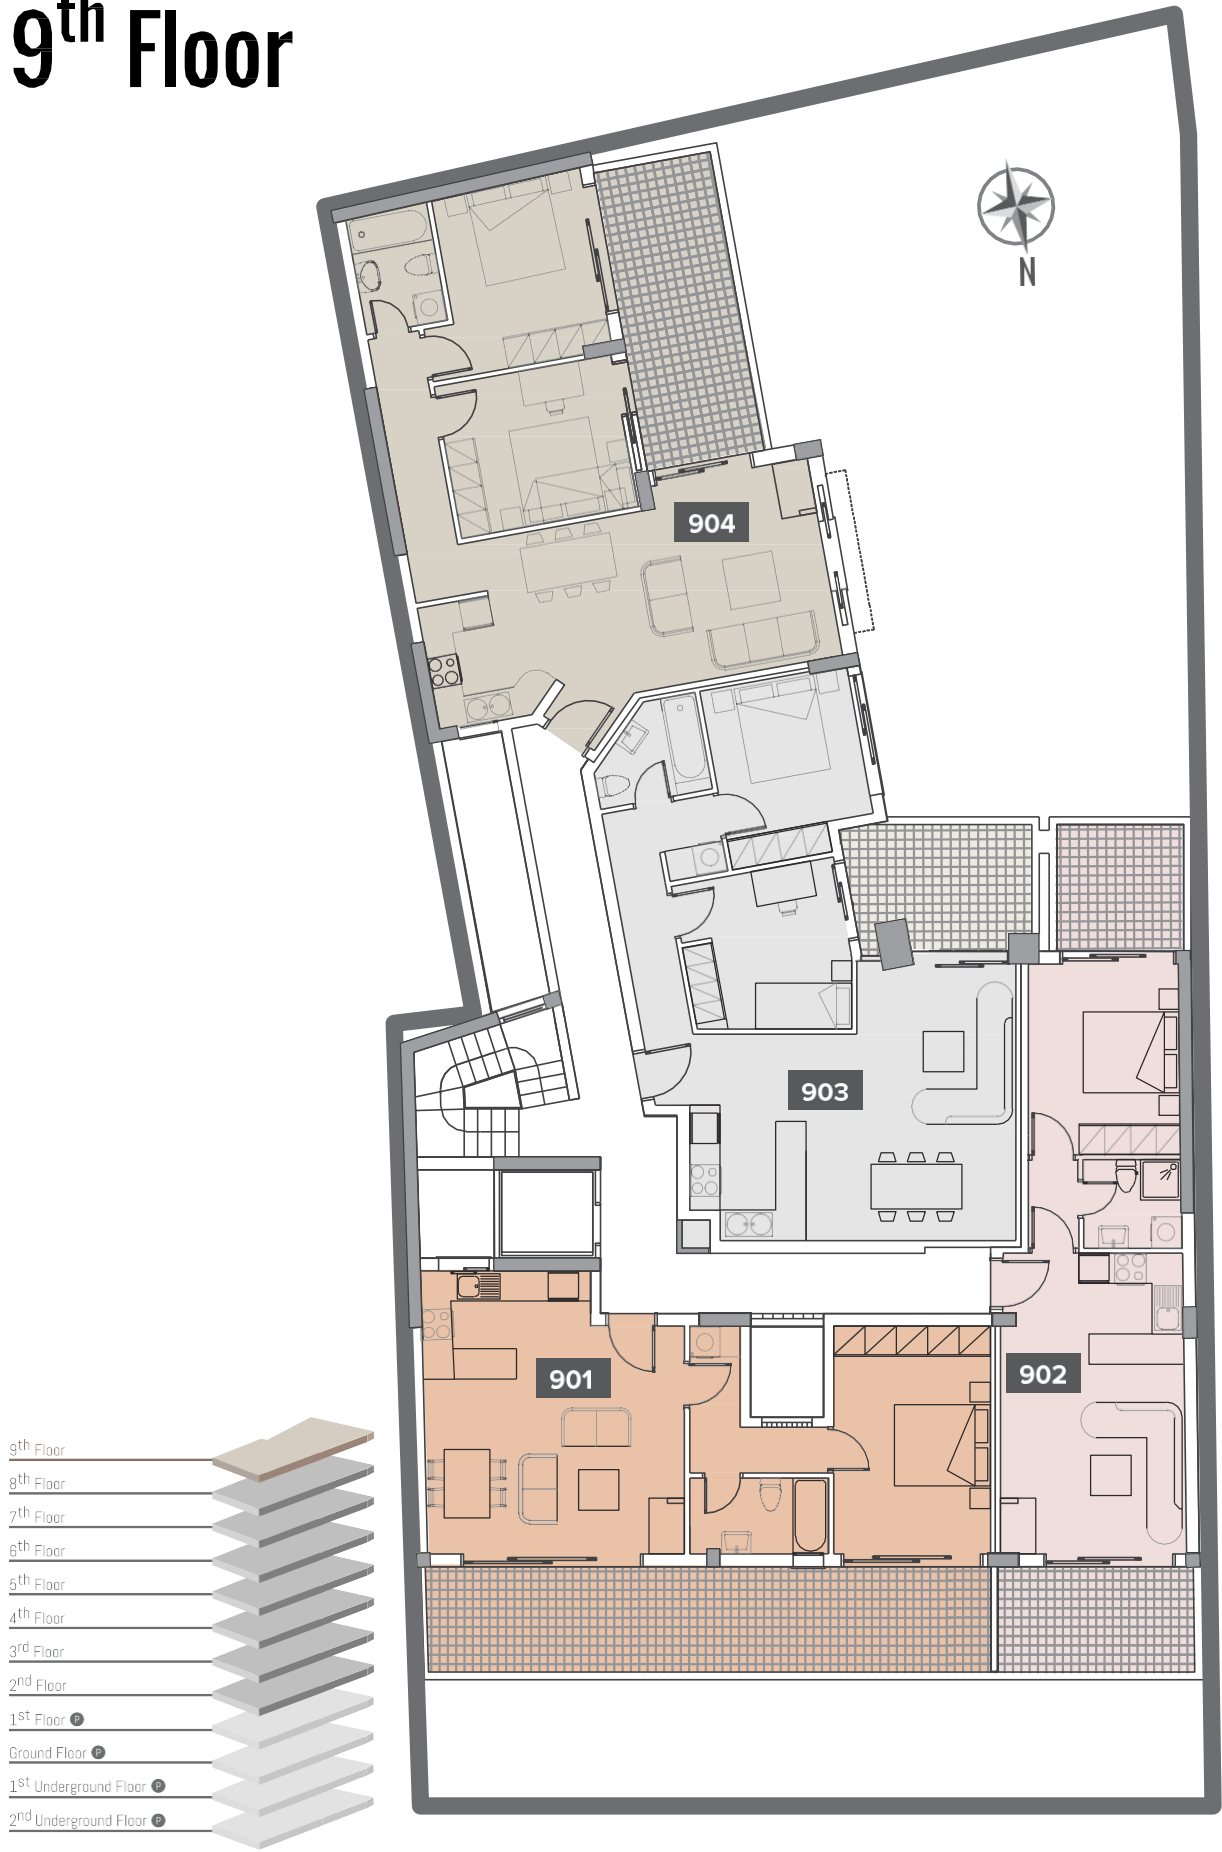 9th Floor
N
904
903
901
902
9th Floor
8th Floor
7th Floor
6th Floor
5th Floor
4th Floor
3rd Floor
2nd Floor
1st Floor P
Ground Floor P
1st Underground Floor P
2nd Underground Floor P